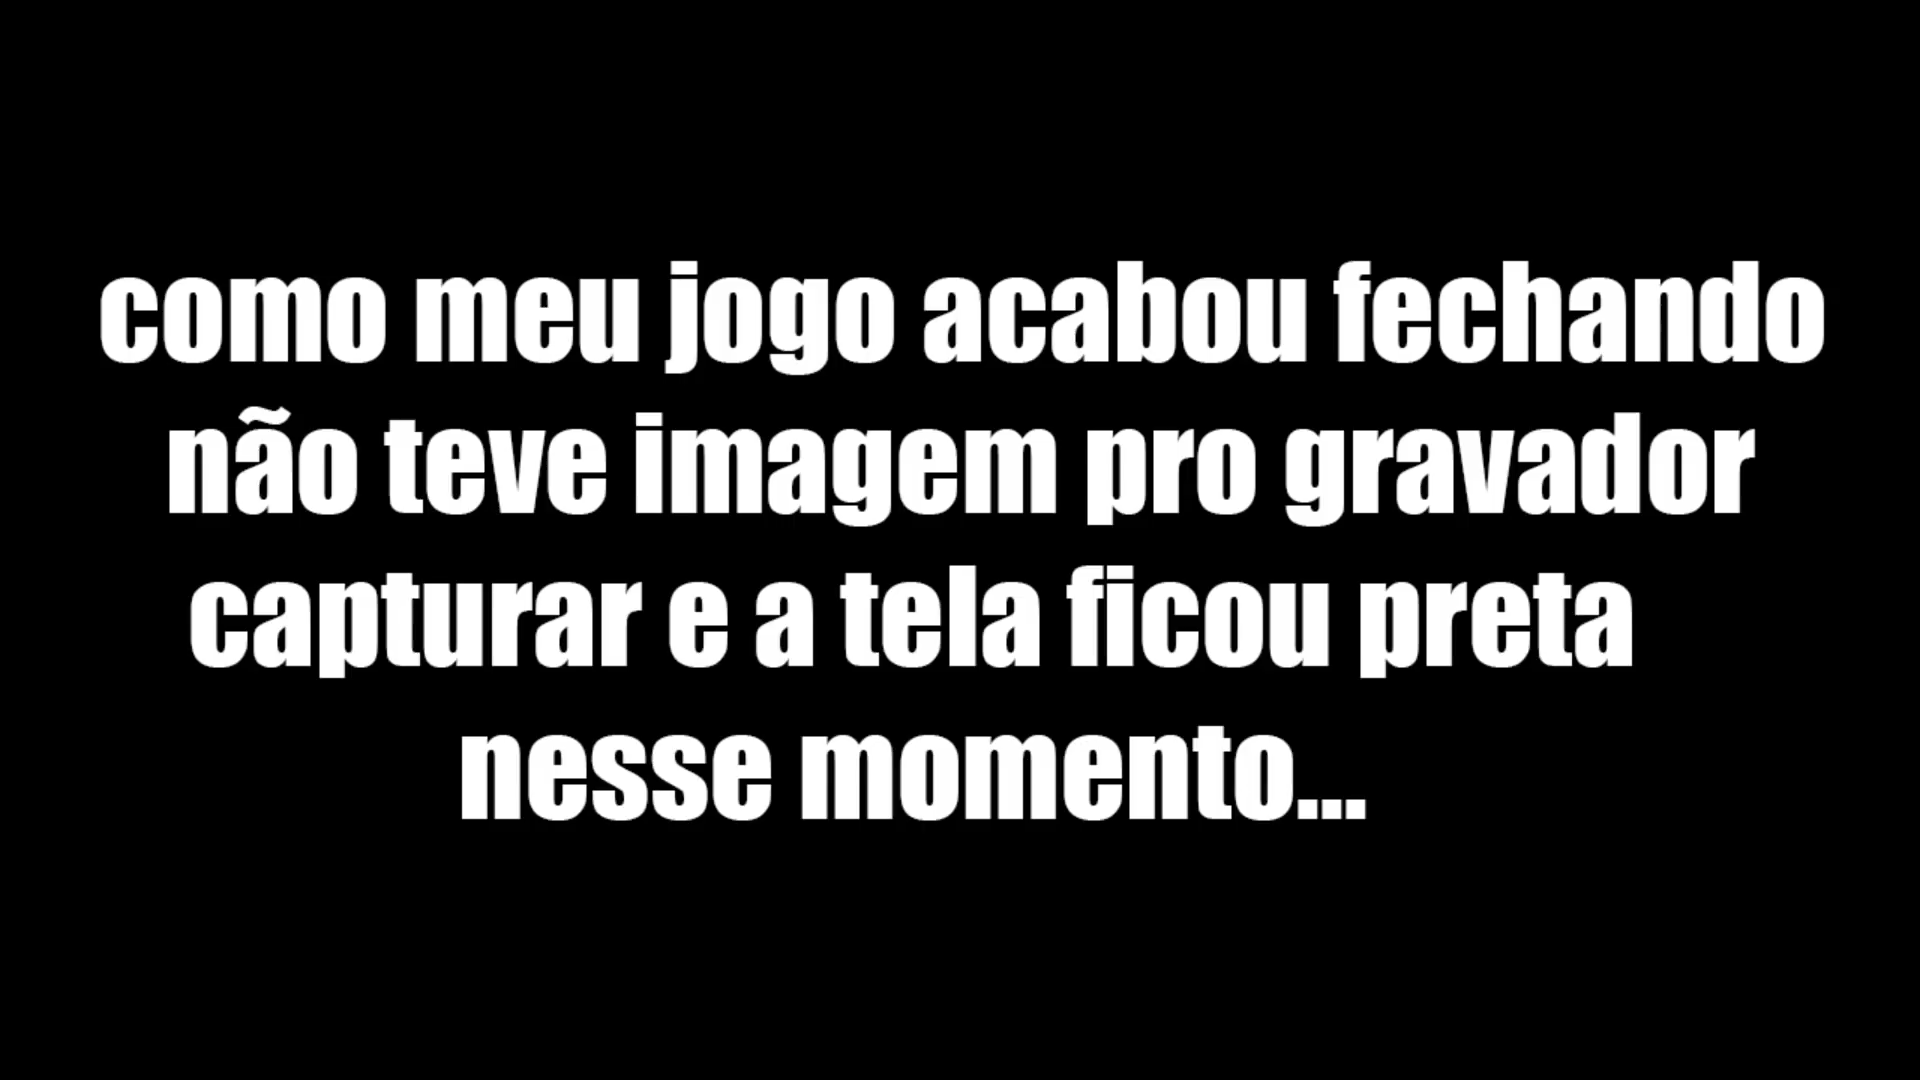 como meu jogo acabou fechando
não teve imagem pro gravador
capturar e a tela ficou preta
nesse momento...